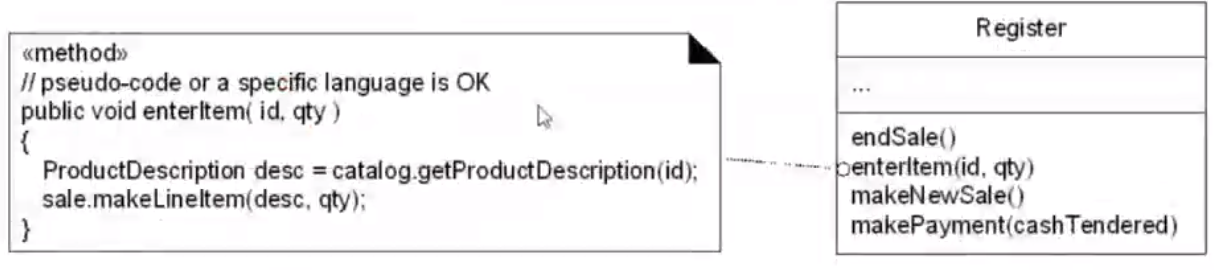 «method»
// pseudo-code or a specific language is OK
public void enterItem( id, qty )
{
ProductDescription desc = catalog.getProductDescription(id);
sale.makeLineItem(desc, qty);
}
Register
...
endSale()
enterItem(id, qty)
makeNewSale()
makePayment(cashTendered)